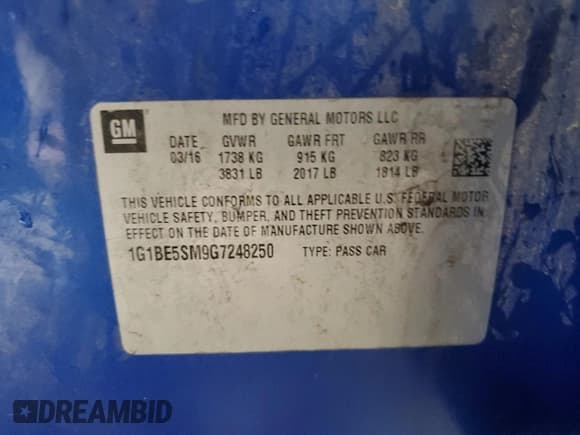 GM
MFD BY GENERAL MOTORS LLC
DATE GVWR GAWR FRT GAWR RR
03/16 1738 KG 915 KG 823 KG
3831 LB 2017 LB 1814 LB
THIS VEHICLE CONFORMS TO ALL APPLICABLE U.S. FEDERAL MOTOR
VEHICLE SAFETY, BUMPER, AND THEFT PREVENTION STANDARDS IN
EFFECT ON THE DATE OF MANUFACTURE SHOWN ABOVE.
1G1BE5SM9G7248250 TYPE: PASS CAR
DREAMBID